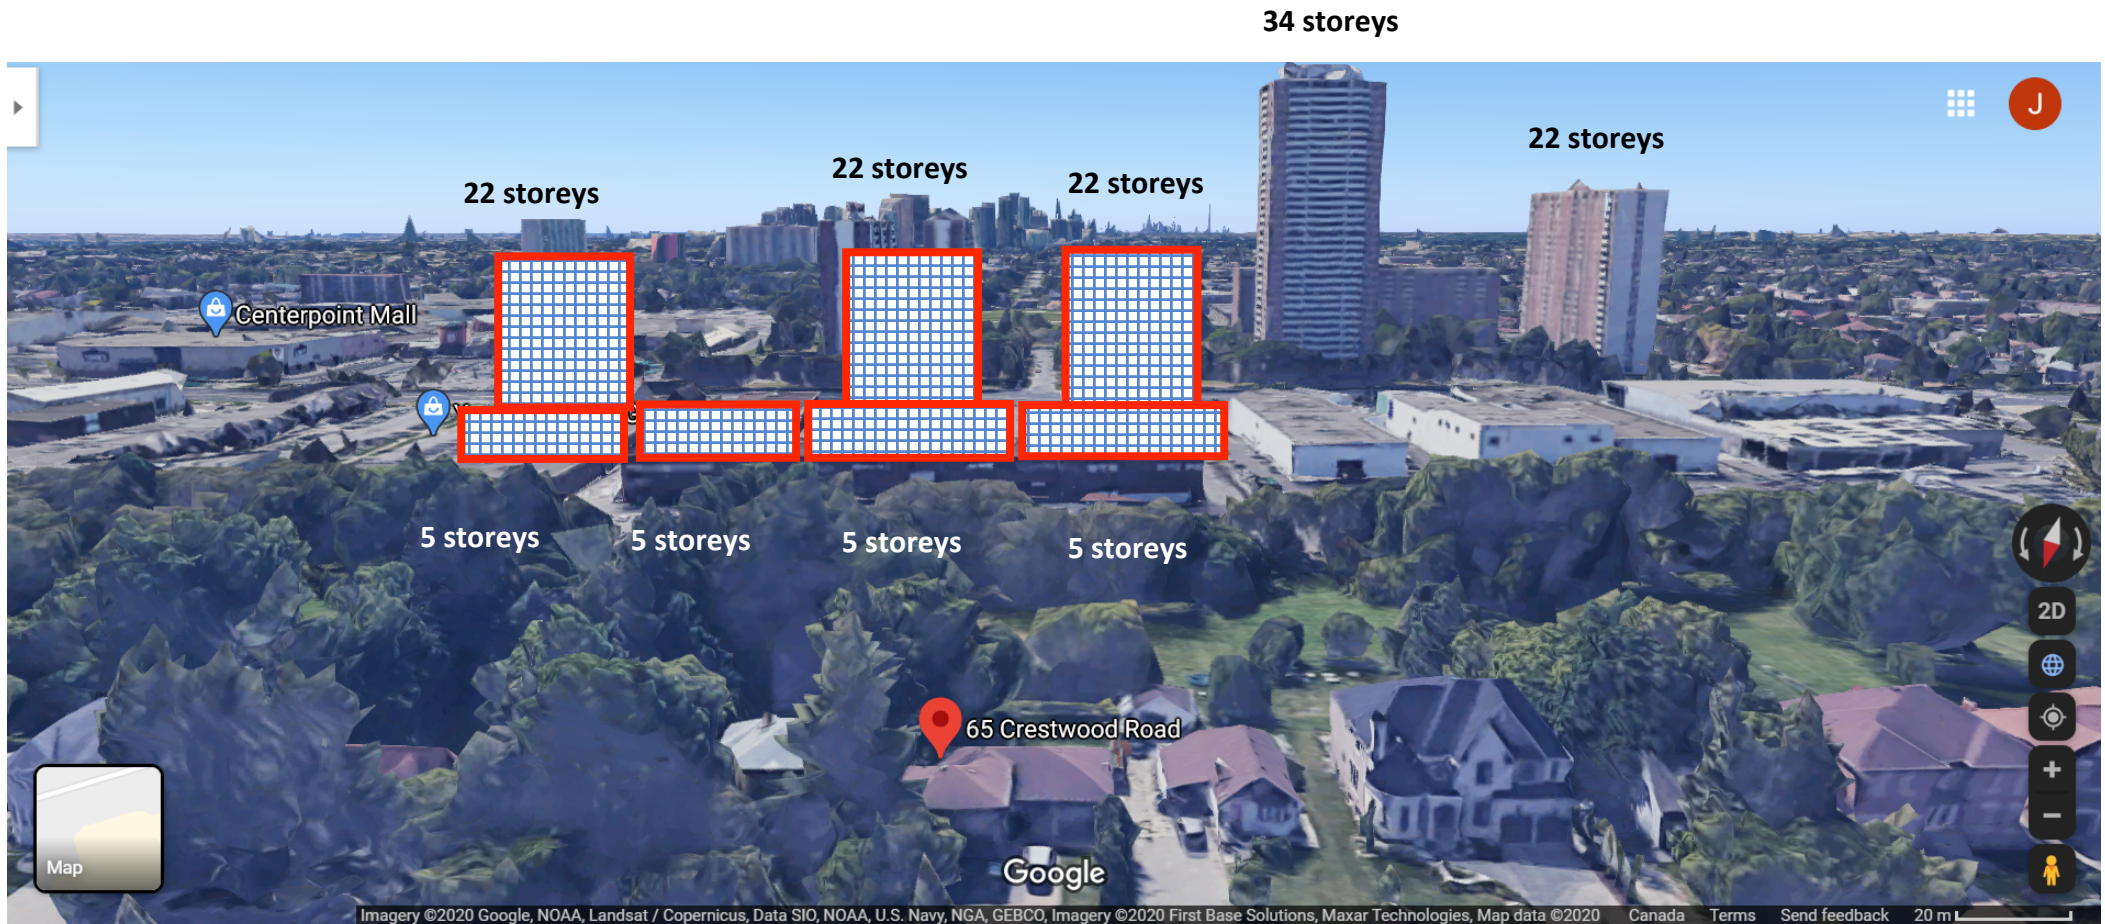 34 storeys
J
22 storeys
22 storeys
22 storeys
22 storeys
Centerpoint Mall
5 storeys
5 storeys
5 storeys
5 storeys
2D
65 Crestwood Road
Map
Google
Imagery ©2020 Google, NOAA, Landsat / Copernicus, Data SIO, NOAA, U.S. Navy, NGA, GEBCO, Imagery ©2020 First Base Solutions, Maxar Technologies, Map data ©2020 Canada Terms Send feedback 20 m